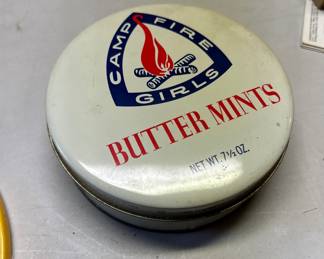 CAMP FIRE
GIRLS
BUTTER MINTS
NET WT. 7½ OZ.